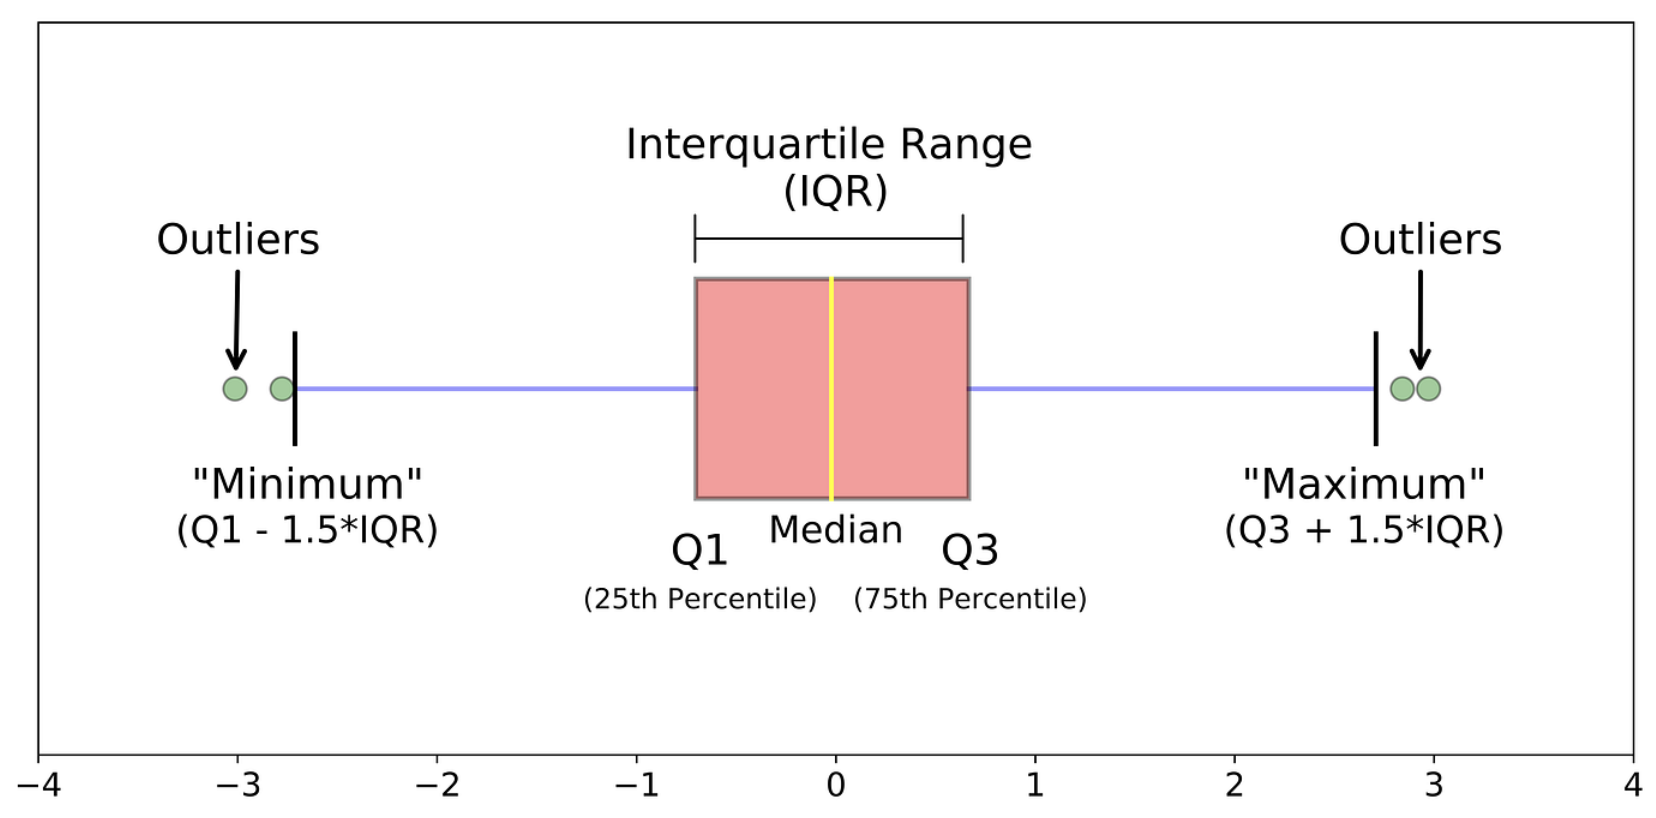 Interquartile Range
(IQR)
Outliers
Outliers
"Minimum"
(Q1 - 1.5*IQR)
"Maximum"
(Q3 + 1.5*IQR)
Median
Q1
Q3
(25th Percentile)
(75th Percentile)
−4
−3
−2
−1
0
1
2
3
4